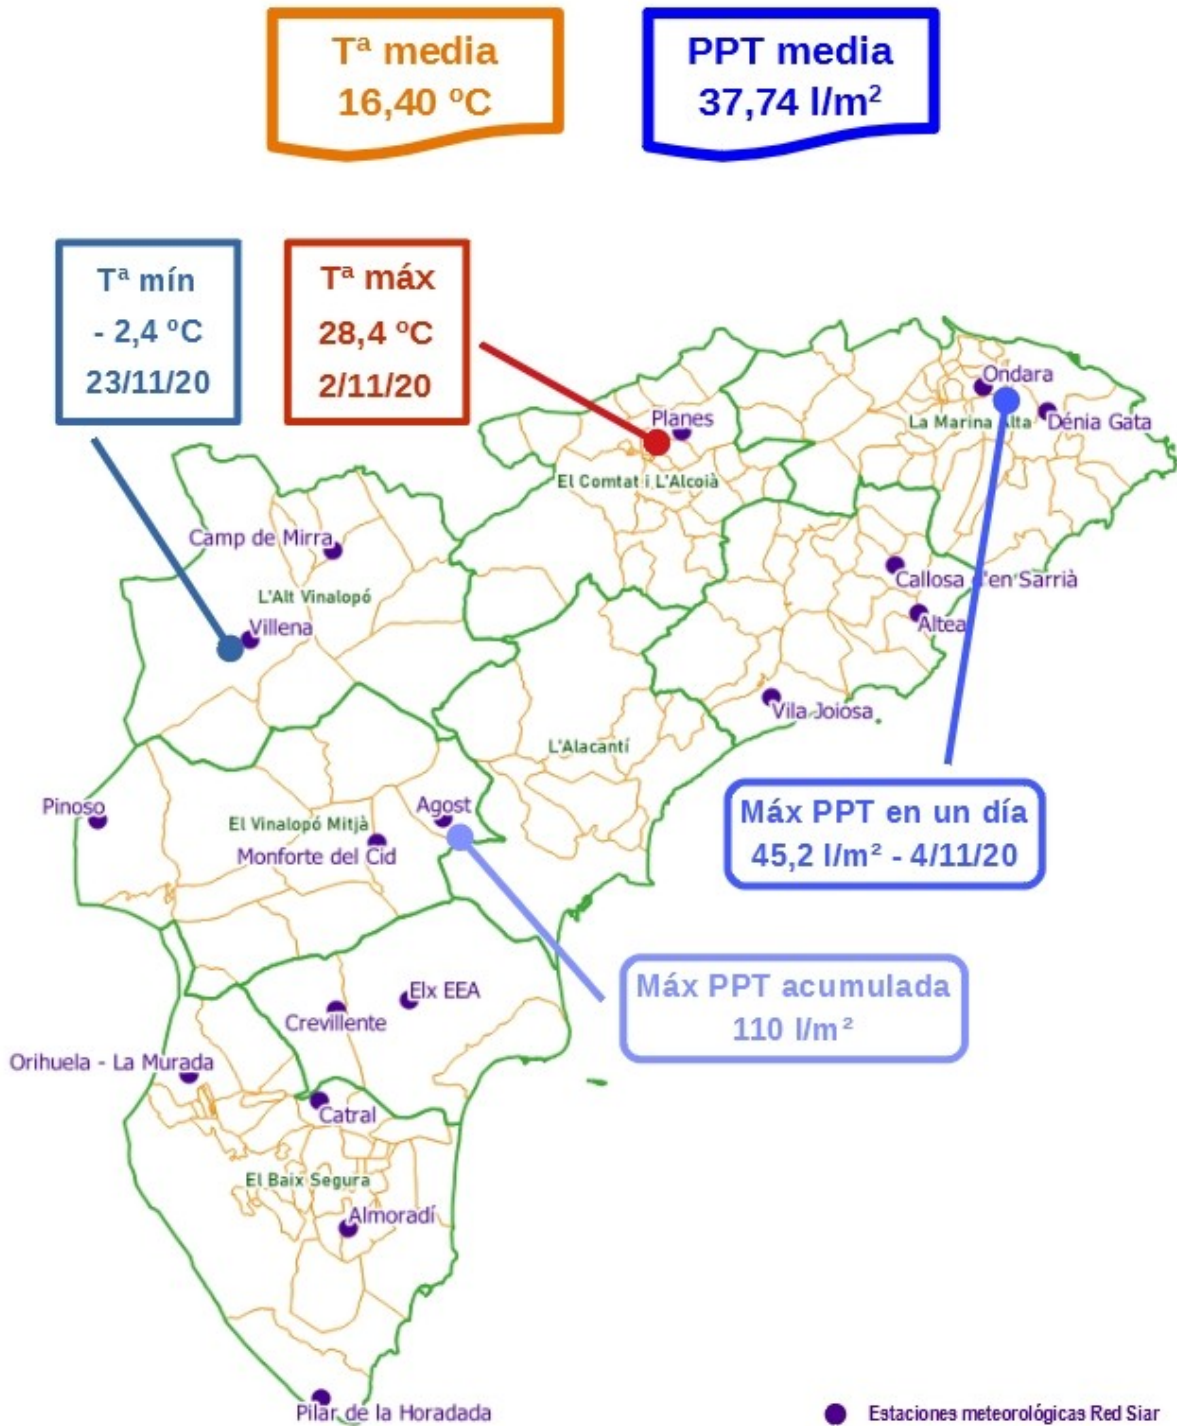 Tª media
16,40 ºC
PPT media
37,74 l/m²
Tª mín
- 2,4 ºC
23/11/20
Tª máx
28,4 ºC
2/11/20
Ondara
La Marina Alta
Dénia Gata
Planes
El Comtat i L'Alcoià
Camp de Mirra
L'Alt Vinalopó
Villena
Callosa d'en Sarrià
Altea
Vila Joiosa
L'Alacantí
Pinoso
Agost
El Vinalopó Mitjà
Monforte del Cid
Máx PPT en un día
45,2 l/m² - 4/11/20
Máx PPT acumulada
110 l/m²
Elx EEA
Crevillente
Orihuela - La Murada
Catral
El Baix Segura
Almoradí
Pilar de la Horadada
Estaciones meteorológicas Red Siar